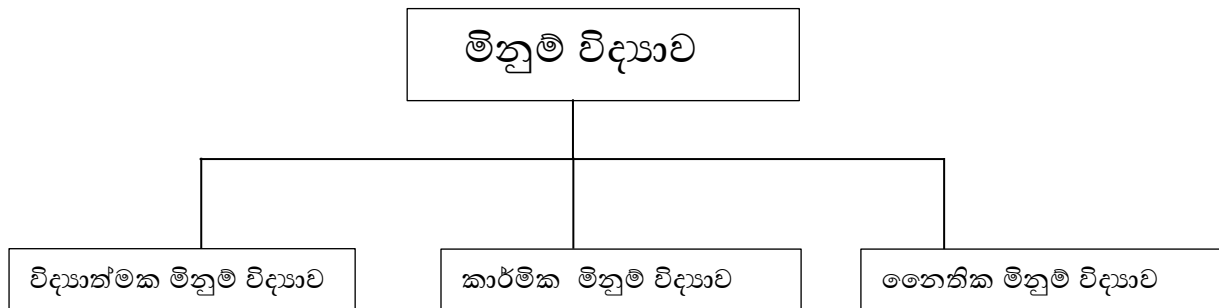 මිනුම් විද්‍යාව
විද්‍යාත්මක මිනුම් විද්‍යාව
කාර්මික මිනුම් විද්‍යාව
නෛතික මිනුම් විද්‍යාව